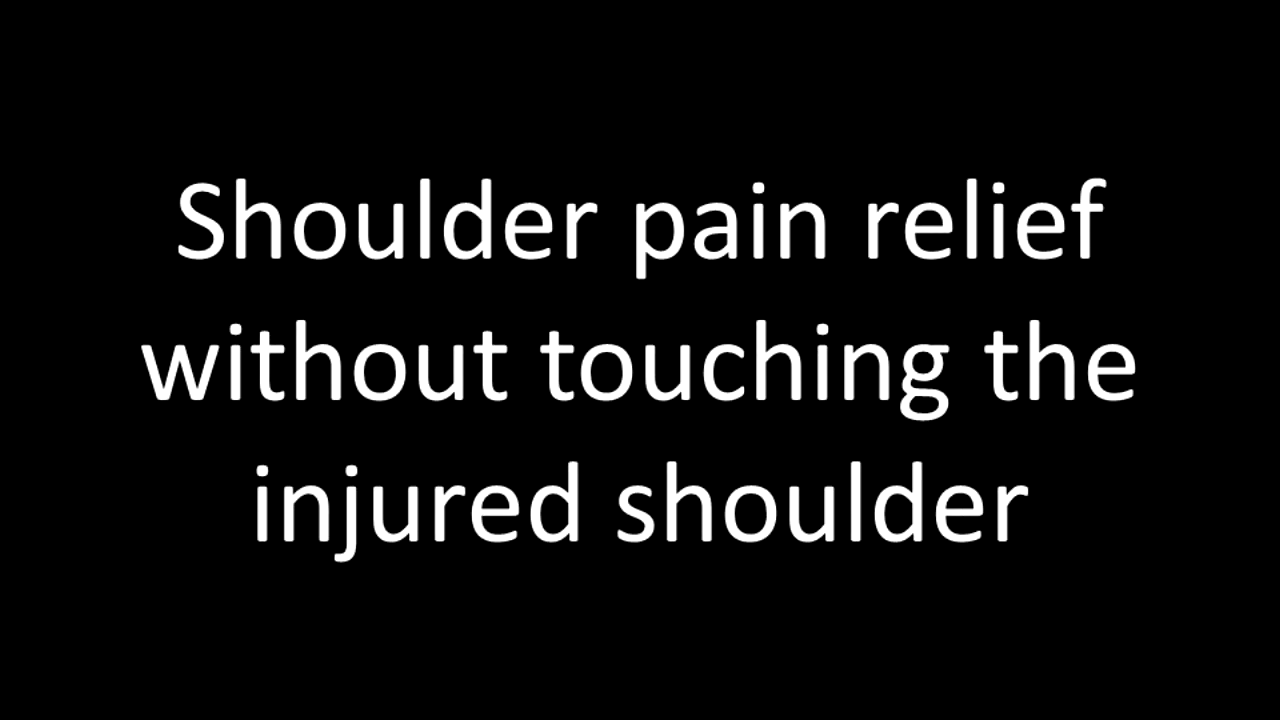 Shoulder pain relief
without touching the
injured shoulder